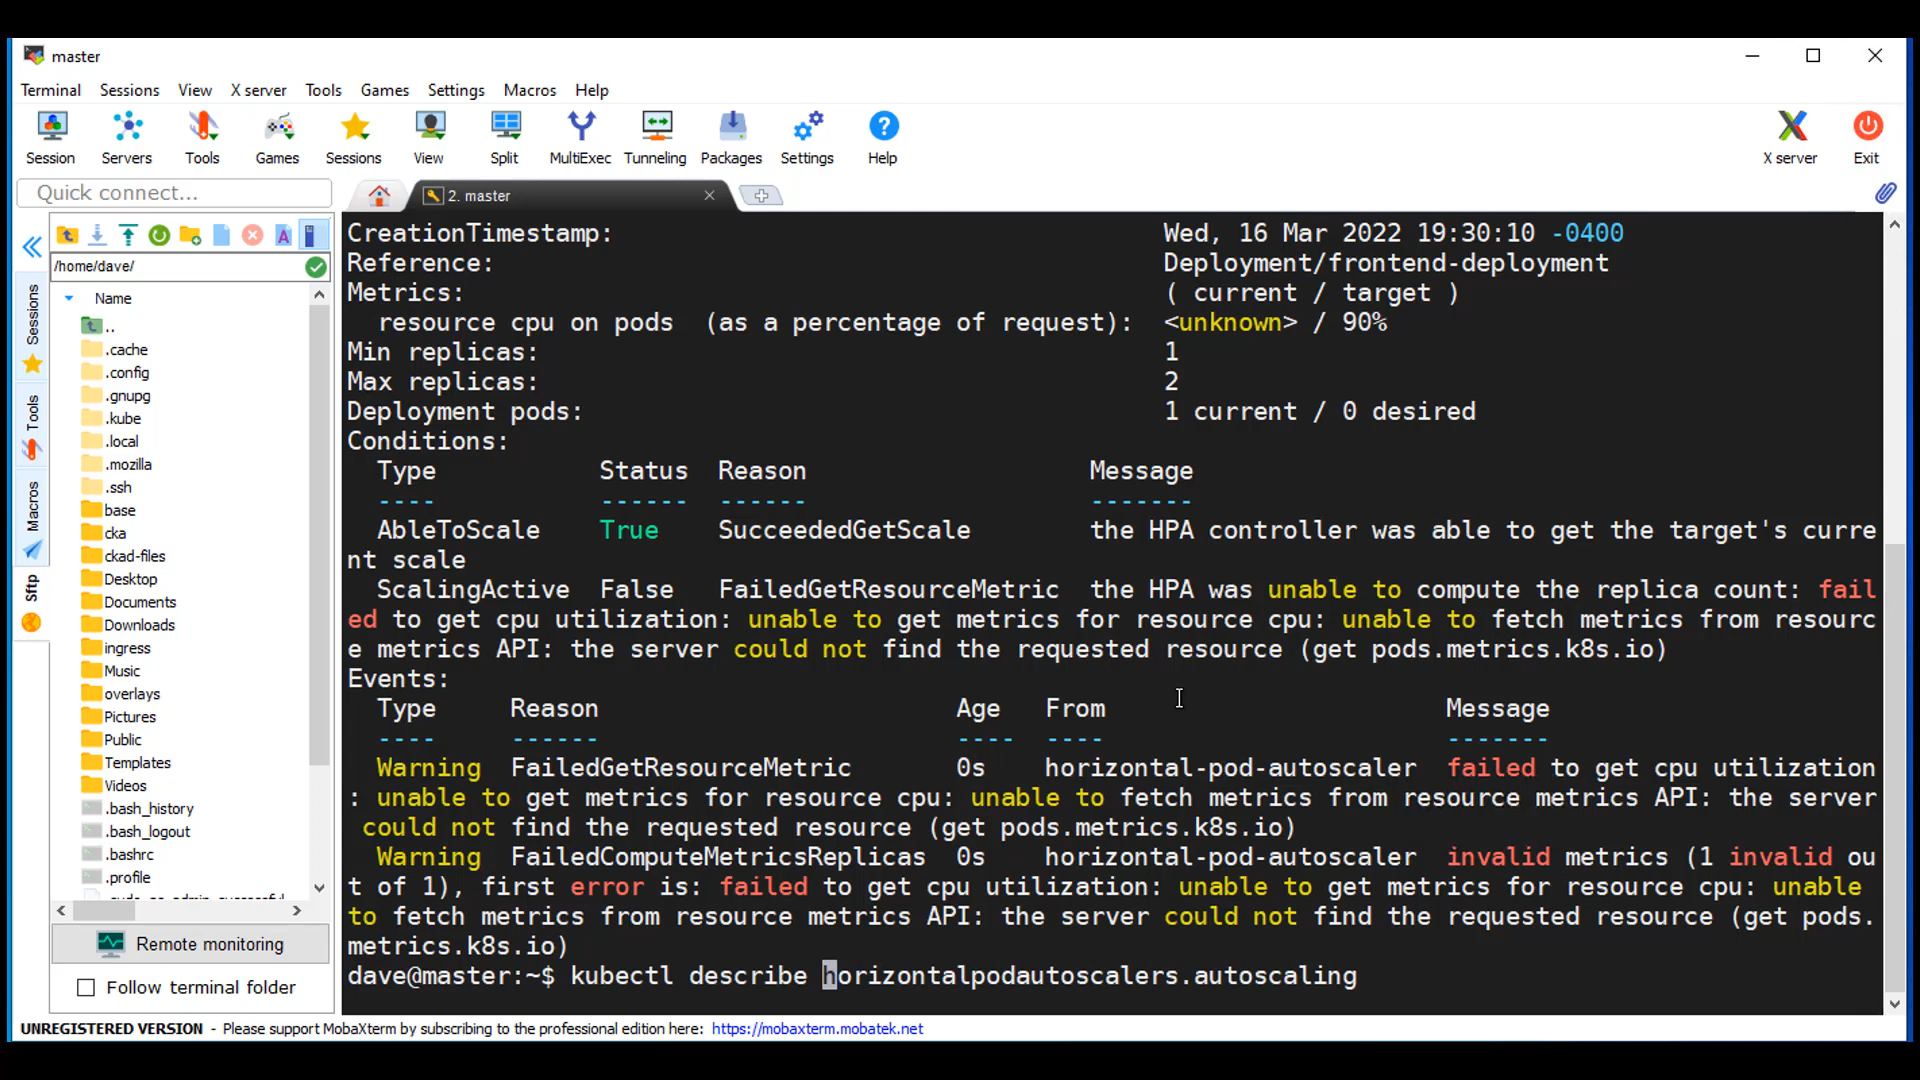 master
Terminal Sessions View X server Tools Games Settings Macros Help
Session Servers Tools Games Sessions View Split MultiExec Tunneling Packages Settings Help X server Exit
Quick connect...
2. master
/home/dave/
Name
..
.cache
.config
.gnupg
.kube
.local
.mozilla
.ssh
base
cka
ckad-files
Desktop
Documents
Downloads
ingress
Music
overlays
Pictures
Public
Templates
Videos
.bash_history
.bash_logout
.bashrc
.profile
Sessions
Tools
Macros
Sftp
Remote monitoring
Follow terminal folder
CreationTimestamp: Wed, 16 Mar 2022 19:30:10 -0400
Reference: Deployment/frontend-deployment
Metrics: ( current / target )
resource cpu on pods (as a percentage of request): <unknown> / 90%
Min replicas: 1
Max replicas: 2
Deployment pods: 1 current / 0 desired
Conditions:
Type Status Reason Message
---- ------ ------ -------
AbleToScale True SucceededGetScale the HPA controller was able to get the target's curre
nt scale
ScalingActive False FailedGetResourceMetric the HPA was unable to compute the replica count: fail
ed to get cpu utilization: unable to get metrics for resource cpu: unable to fetch metrics from resourc
e metrics API: the server could not find the requested resource (get pods.metrics.k8s.io)
Events:
Type Reason Age From Message
---- ------ ---- ---- -------
Warning FailedGetResourceMetric 0s horizontal-pod-autoscaler failed to get cpu utilization
: unable to get metrics for resource cpu: unable to fetch metrics from resource metrics API: the server
could not find the requested resource (get pods.metrics.k8s.io)
Warning FailedComputeMetricsReplicas 0s horizontal-pod-autoscaler invalid metrics (1 invalid ou
t of 1), first error is: failed to get cpu utilization: unable to get metrics for resource cpu: unable
to fetch metrics from resource metrics API: the server could not find the requested resource (get pods.
metrics.k8s.io)
dave@master:~$ kubectl describe horizontalpodautoscalers.autoscaling
UNREGISTERED VERSION - Please support MobaXterm by subscribing to the professional edition here: https://mobaxterm.mobatek.net